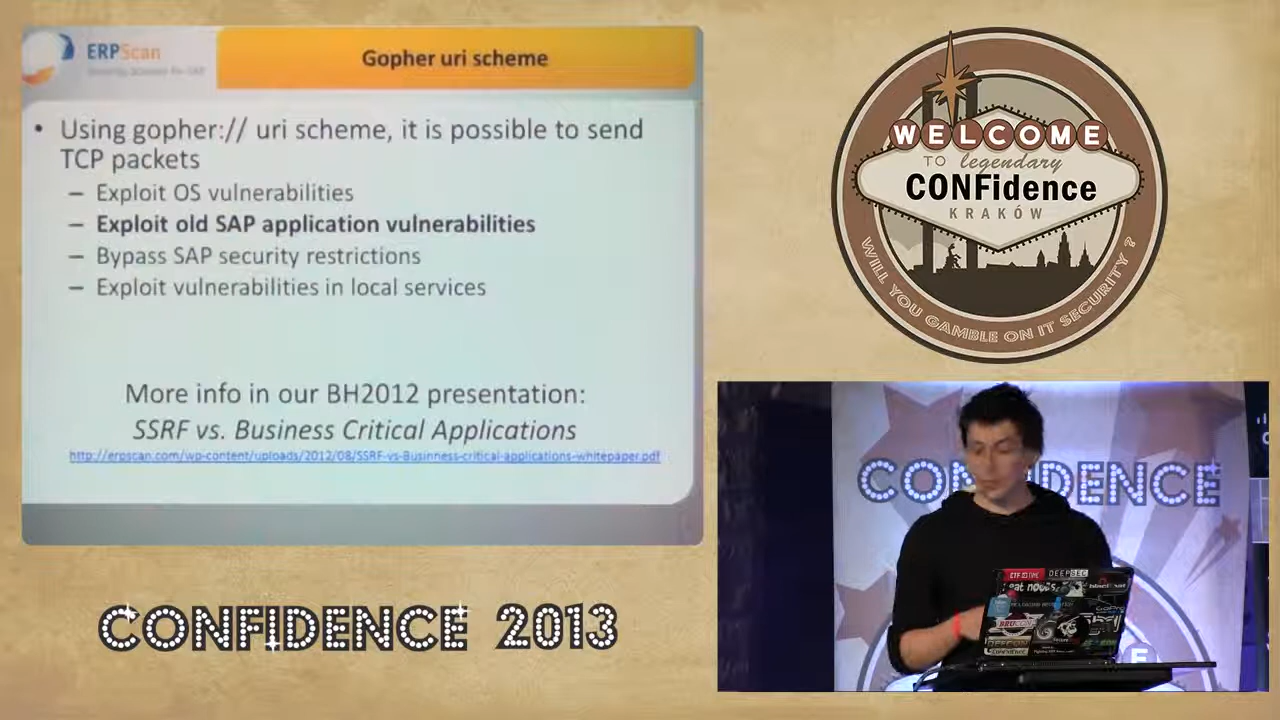 ERPScan
Gopher uri scheme
• Using gopher:// uri scheme, it is possible to send
TCP packets
– Exploit OS vulnerabilities
– Exploit old SAP application vulnerabilities
– Bypass SAP security restrictions
– Exploit vulnerabilities in local services
More info in our BH2012 presentation:
SSRF vs. Business Critical Applications
http://erpscan.com/wp-content/uploads/2012/08/SSRF-vs-Businness-critical-applications-whitepaper.pdf
CONFIDENCE 2013
WELCOME
TO legendary
CONFidence
KRAKÓW
WILL YOU GAMBLE ON IT SECURITY ?
CONFIDENCE
DEEPSEC
BRUCON
DEFCON